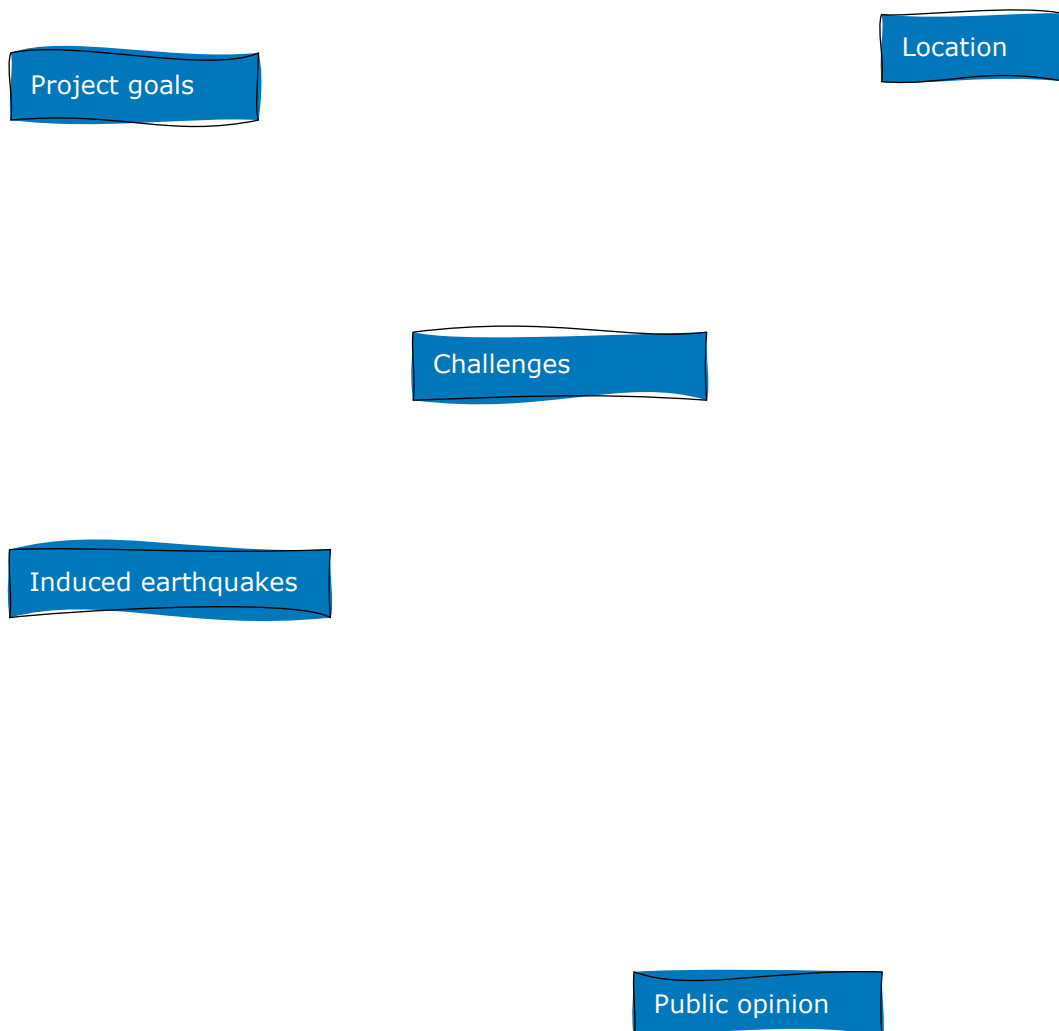 Location
Project goals
Challenges
Induced earthquakes
Public opinion